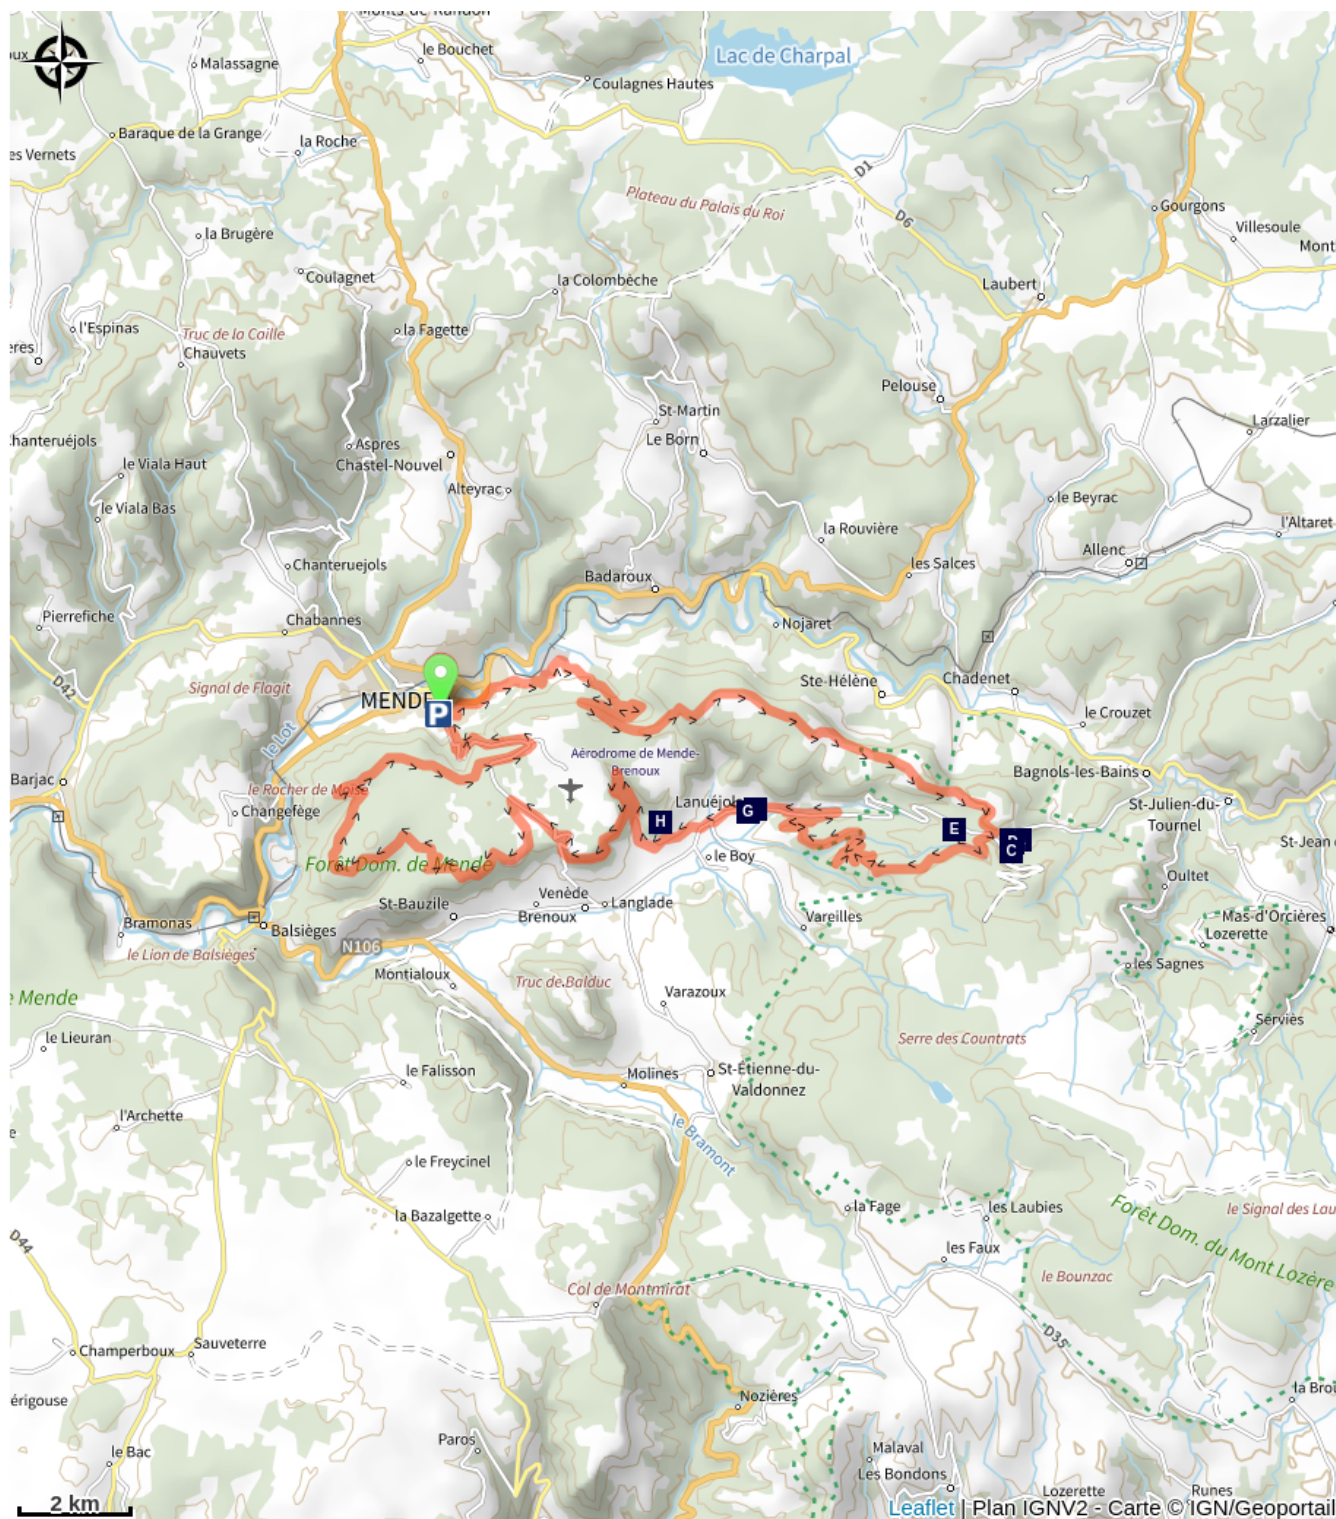 Monts de Randon
le Bouchet
Lac de Charpal
Malassagne
Coulagnes Hautes
Baraque de la Grange
la Roche
es Vernets
D1
Plateau du Palais du Roi
D6
Gourgons
la Brugère
Villesoule
Mont
Coulagnet
la Colombèche
Laubert
l'Espinas
Truc de la Caille
la Fagette
ères
Chauvets
Pelouse
St-Martin
Larzalier
Le Born
hanteruéjols
Aspres
le Viala Haut
Chastel-Nouvel
Alteyrac
le Beyrac
le Viala Bas
la Rouvière
l'Altaret
Allenc
Chanteruejols
les Salces
Badaroux
Pierrefiche
Chabannes
Nojaret
D42
Signal de Flagit
MENDE
P
Ste-Hélène
Chadenet
le Crouzet
le Lot
Aérodrome de Mende-
Brenoux
Barjac
Bagnols-les-Bains
le Rocher de Moïse
Changefège
Lanuéjols
St-Julien-du-
Tournel
G
H
E
C
St-Jean
Forêt Dom. de Mende
le Boy
Oultet
Venède
St-Bauzile
Langlade
Brenoux
Vareilles
Mas-d'Orcières
Bramonas
Balsièges
Lozerette
N106
le Lion de Balsièges
les Sagnes
Montialoux
Truc de Balduc
Varazoux
e Mende
Serviès
le Lieuran
Serre des Countrats
le Falisson
Molines
St-Étienne-du-
Valdonnez
l'Archette
le Bramont
le Freycinel
la Bazalgette
la Fage
les Laubies
Forêt Dom. du Mont Lozère
le Signal des Lau
D44
les Faux
le Bounzac
Col de Montmirat
D35
Sauveterre
Champerboux
érigouse
Nozières
la Brou
Paros
le Bac
Malaval
Les Bondons
Lozerette
Runes
2 km
Leaflet | Plan IGNV2 - Carte © IGN/Geoportail